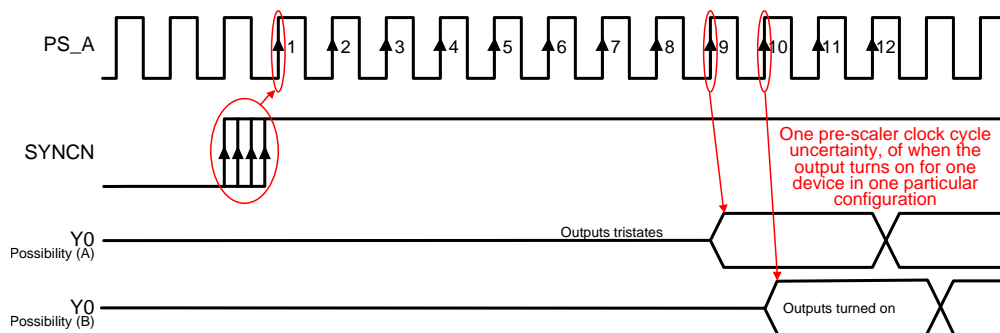 PS_A
1 2 3 4 5 6 7 8 9 10 11 12
SYNCN
One pre-scaler clock cycle
uncertainty, of when the
output turns on for one
device in one particular
configuration
Y0
Possibility (A)
Outputs tristates
Y0
Possibility (B)
Outputs turned on